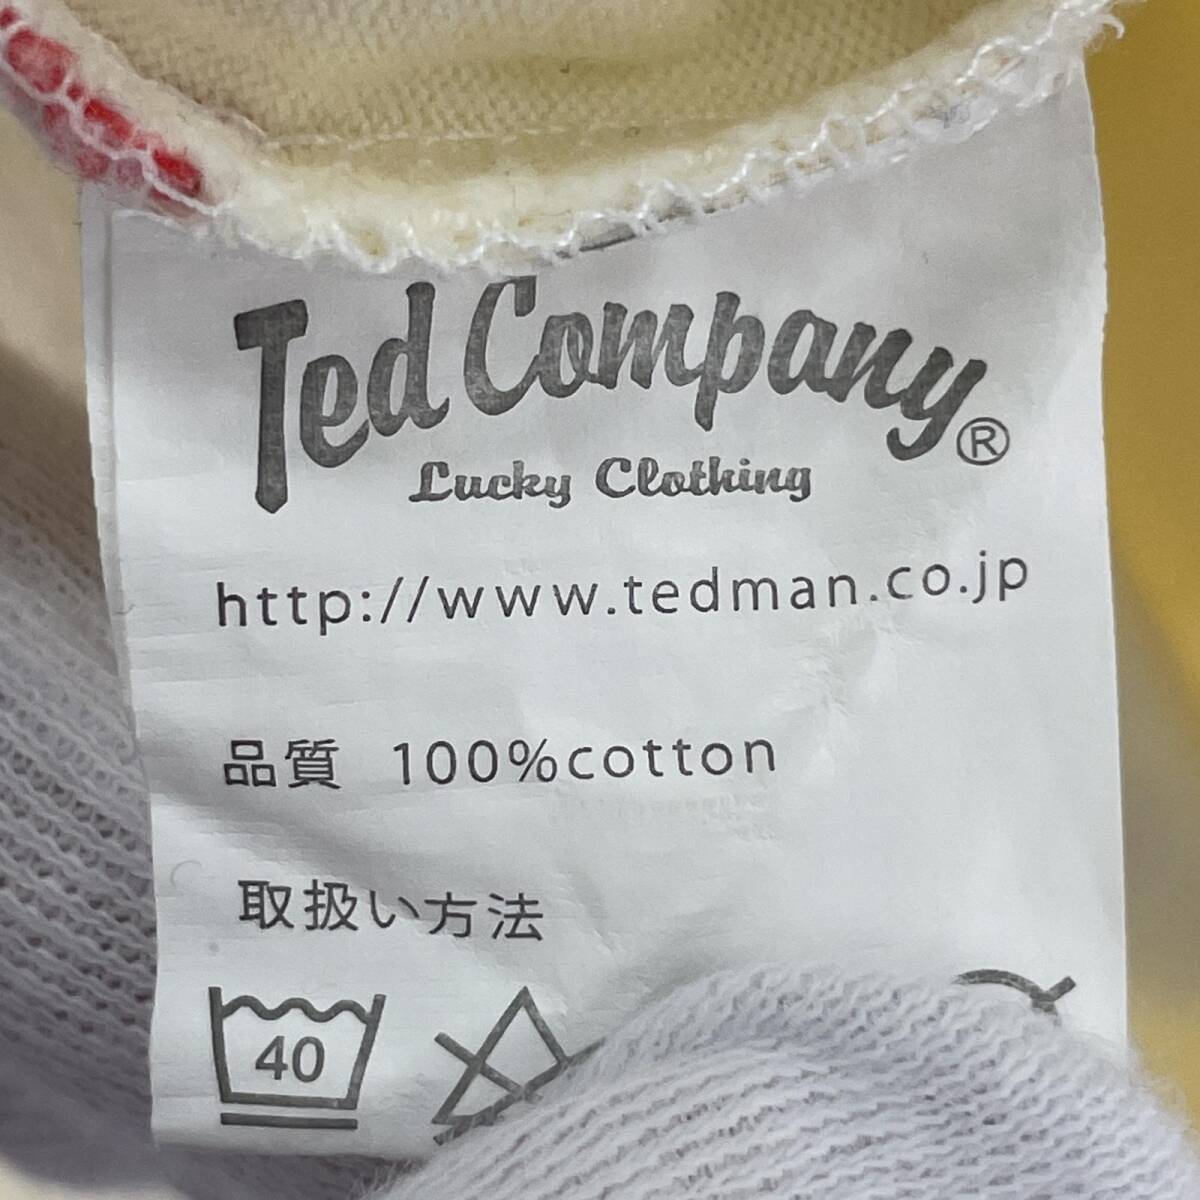 Ted Company®
Lucky Clothing
http://www.tedman.co.jp
品質 100%cotton
取扱い方法
40